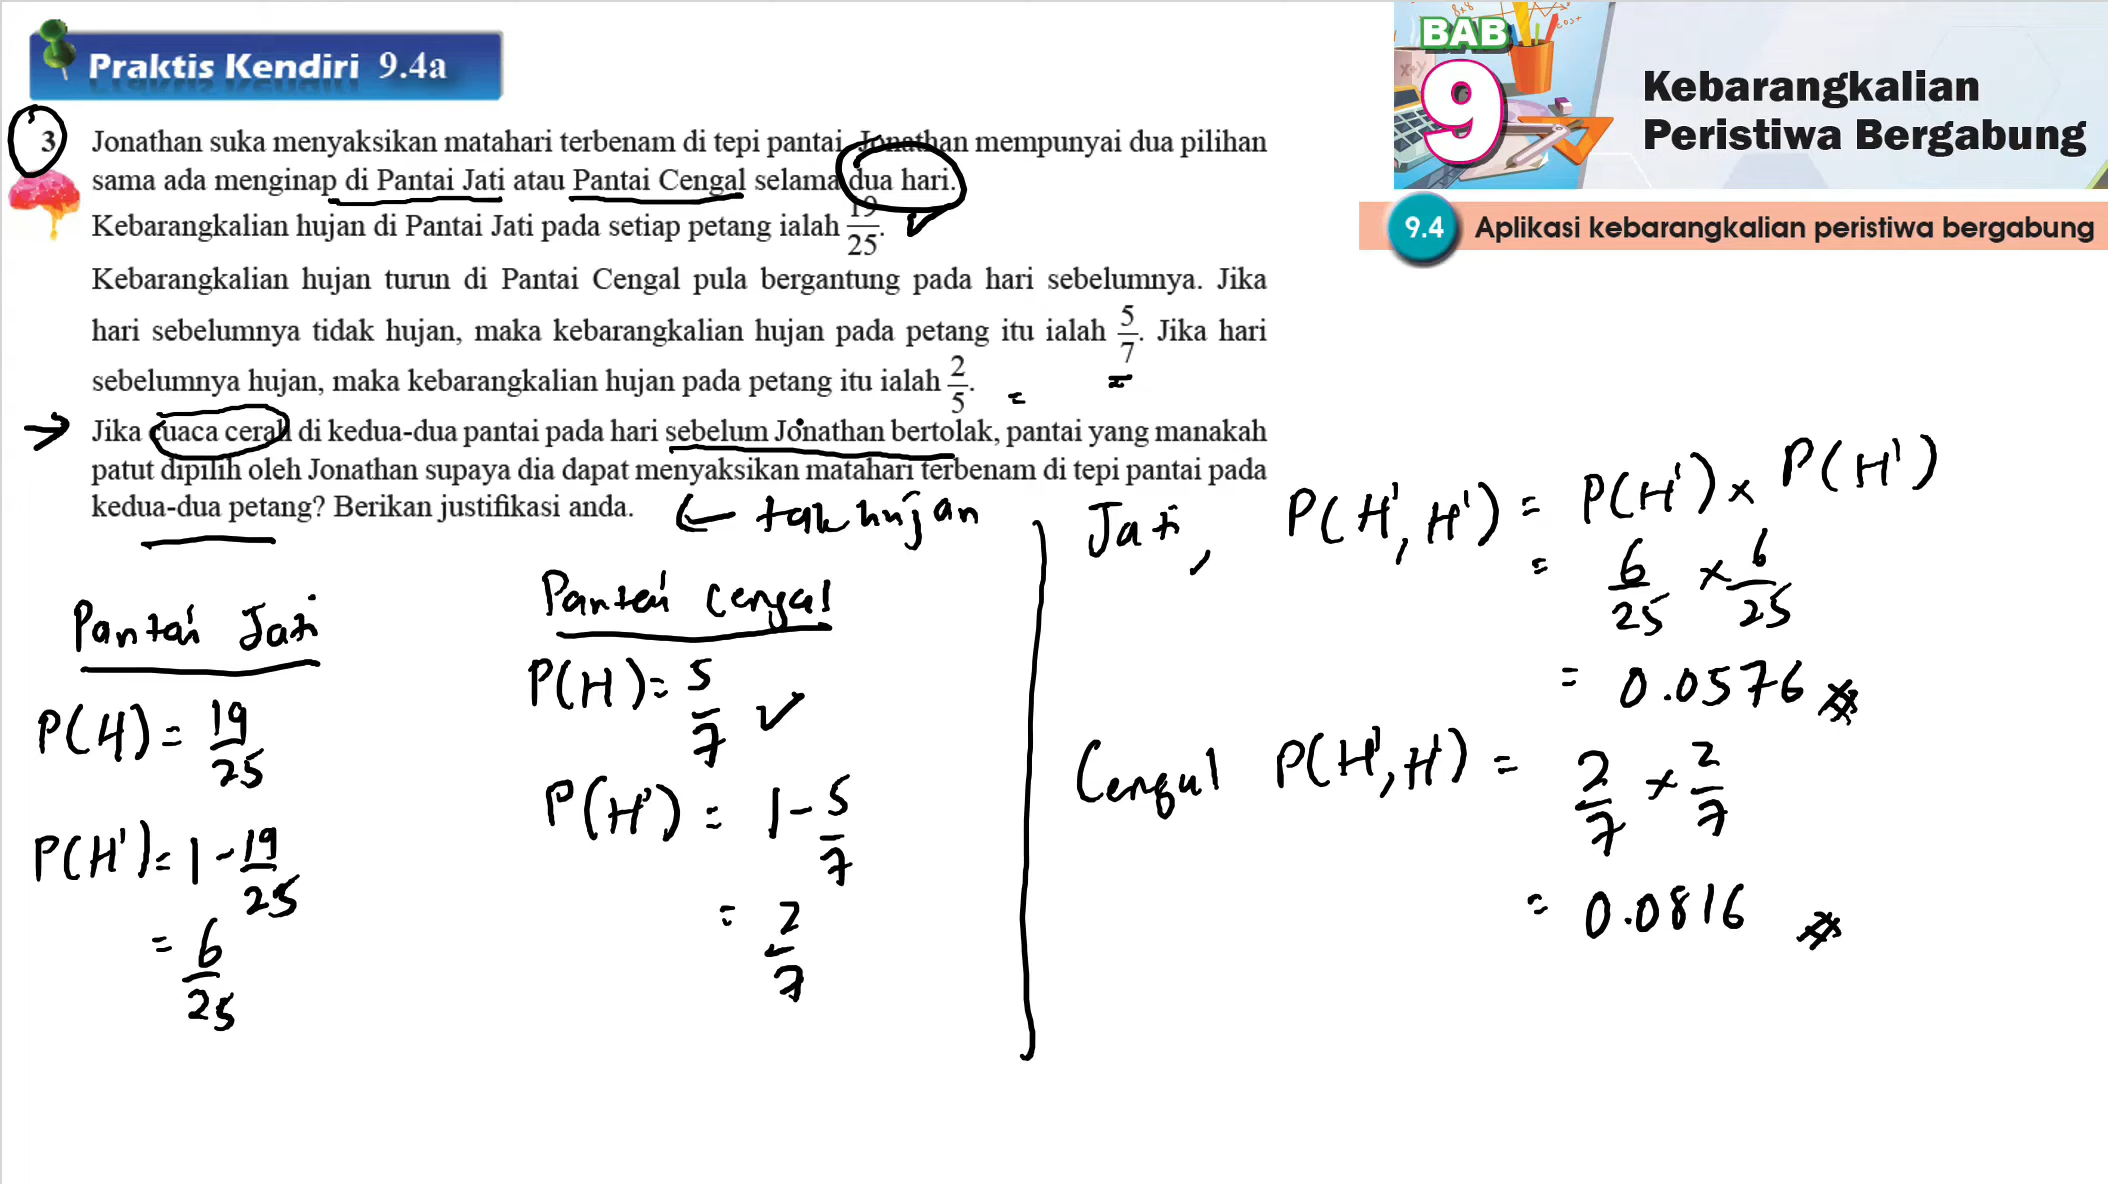 Praktis Kendiri 9.4a
BAB
9
Kebarangkalian
Peristiwa Bergabung
9.4 Aplikasi kebarangkalian peristiwa bergabung
3 Jonathan suka menyaksikan matahari terbenam di tepi pantai. Jonathan mempunyai dua pilihan
sama ada menginap di Pantai Jati atau Pantai Cengal selama dua hari.
Kebarangkalian hujan di Pantai Jati pada setiap petang ialah 19/25.
Kebarangkalian hujan turun di Pantai Cengal pula bergantung pada hari sebelumnya. Jika
hari sebelumnya tidak hujan, maka kebarangkalian hujan pada petang itu ialah 5/7. Jika hari
sebelumnya hujan, maka kebarangkalian hujan pada petang itu ialah 2/5.
Jika cuaca cerah di kedua-dua pantai pada hari sebelum Jonathan bertolak, pantai yang manakah
patut dipilih oleh Jonathan supaya dia dapat menyaksikan matahari terbenam di tepi pantai pada
kedua-dua petang? Berikan justifikasi anda.
← tak hujan
Pantai Jati
P(H) = 19/25
P(H') = 1 - 19/25
= 6/25
Pantai Cengal
P(H) = 5/7 ✓
P(H') = 1 - 5/7
= 2/7
Jati, P(H', H') = P(H') × P(H')
= 6/25 × 6/25
= 0.0576
Cengal P(H', H') = 2/7 × 2/7
= 0.0816